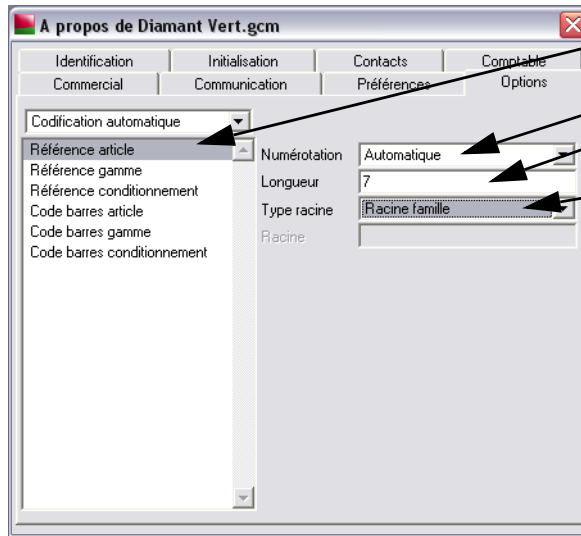 A propos de Diamant Vert.gcm
Identification Initialisation Contacts Comptable
Commercial Communication Préférences Options
Codification automatique
Référence article
Référence gamme
Référence conditionnement
Code barres article
Code barres gamme
Code barres conditionnement
Numérotation Automatique
Longueur 7
Type racine Racine famille
Racine